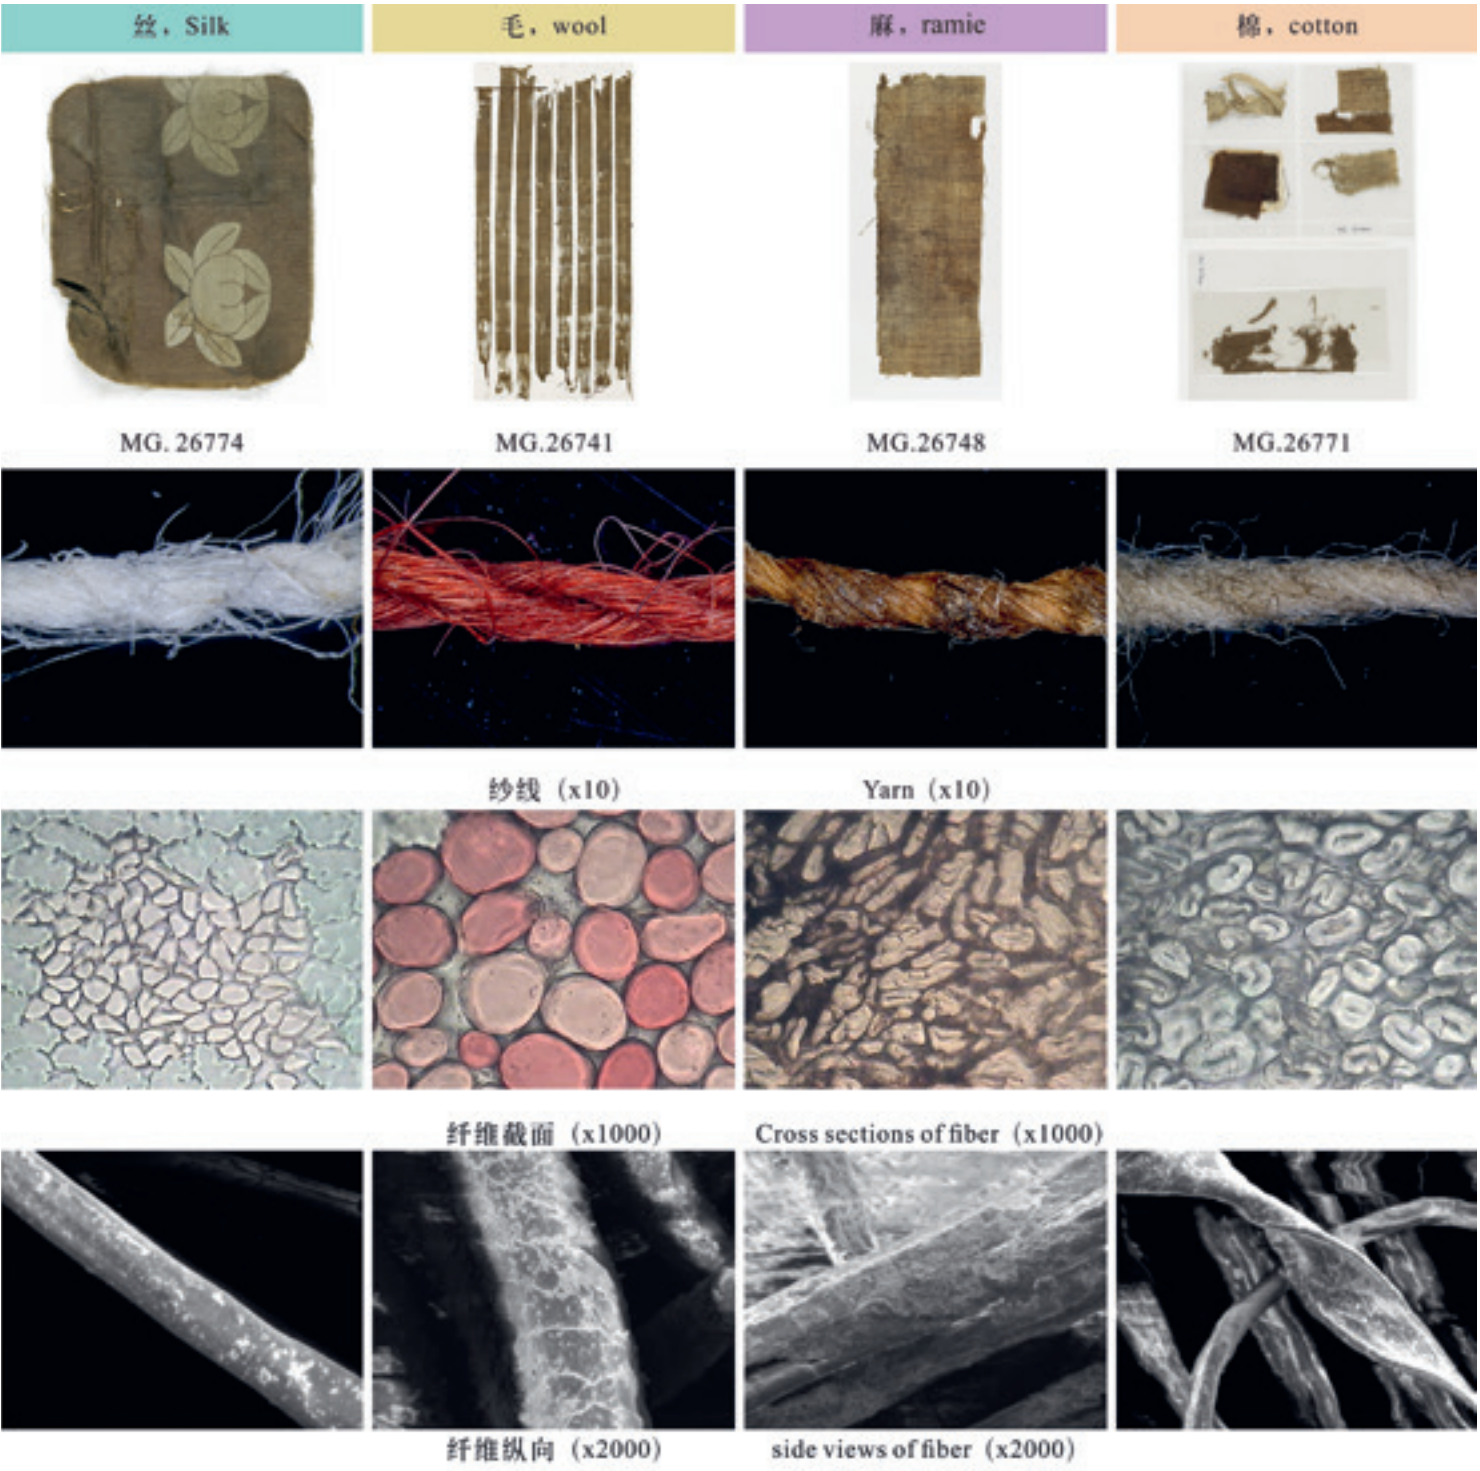 丝，Silk
毛，wool
麻，ramie
棉，cotton
MG. 26774
MG.26741
MG.26748
MG.26771
纱线（x10）
Yarn（x10）
纤维截面（x1000）
Cross sections of fiber（x1000）
纤维纵向（x2000）
side views of fiber（x2000）